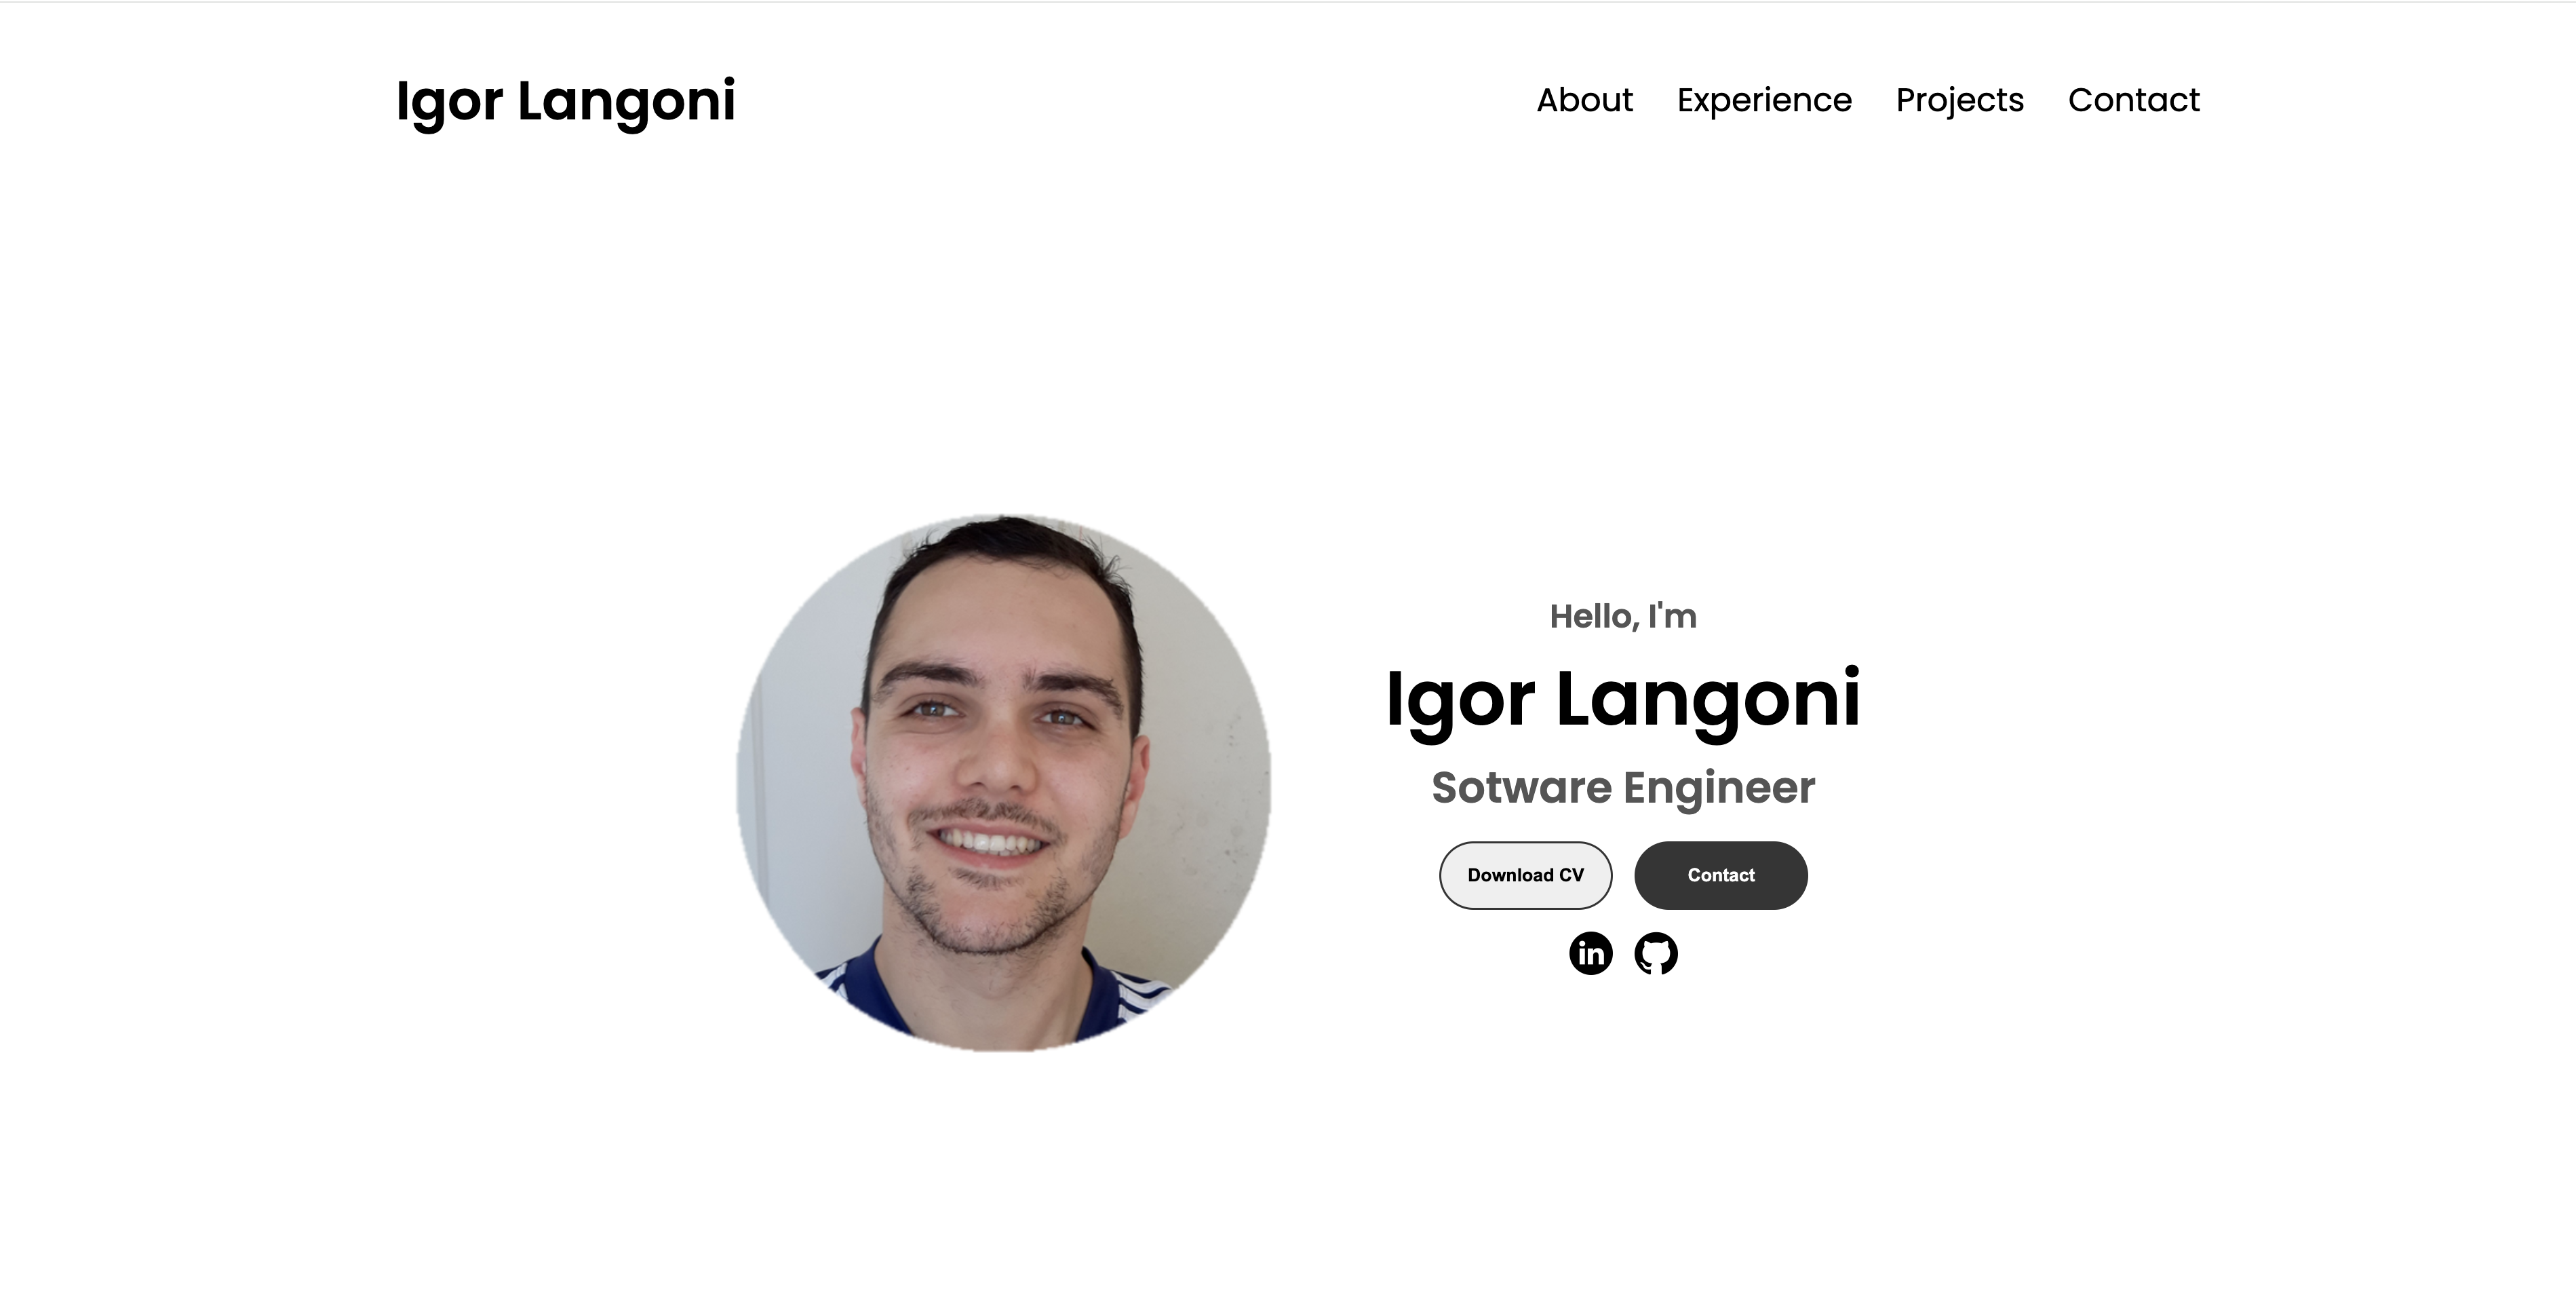 Igor Langoni
About Experience Projects Contact
Hello, I'm
Igor Langoni
Sotware Engineer
Download CV Contact
in